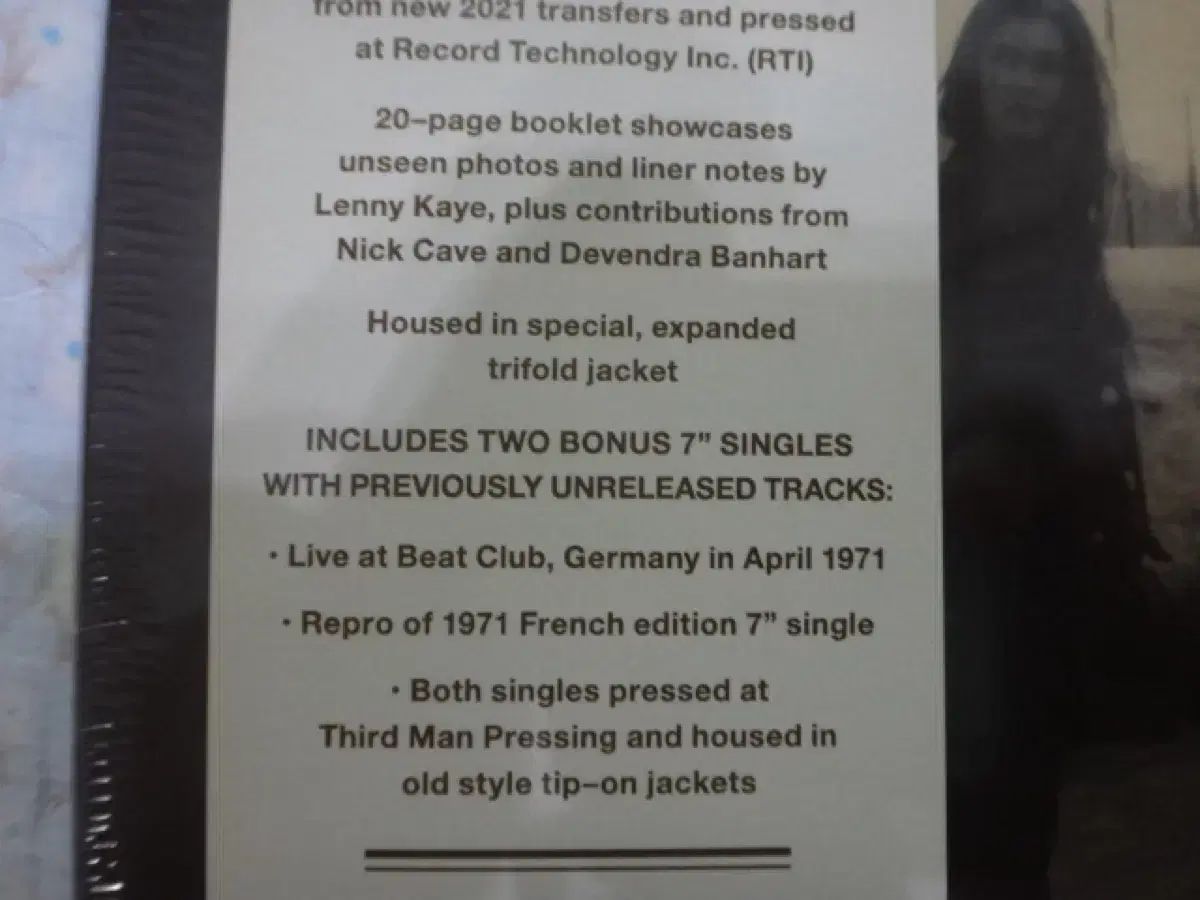 from new 2021 transfers and pressed
at Record Technology Inc. (RTI)
20–page booklet showcases
unseen photos and liner notes by
Lenny Kaye, plus contributions from
Nick Cave and Devendra Banhart
Housed in special, expanded
trifold jacket
INCLUDES TWO BONUS 7” SINGLES
WITH PREVIOUSLY UNRELEASED TRACKS:
• Live at Beat Club, Germany in April 1971
• Repro of 1971 French edition 7” single
• Both singles pressed at
Third Man Pressing and housed in
old style tip–on jackets